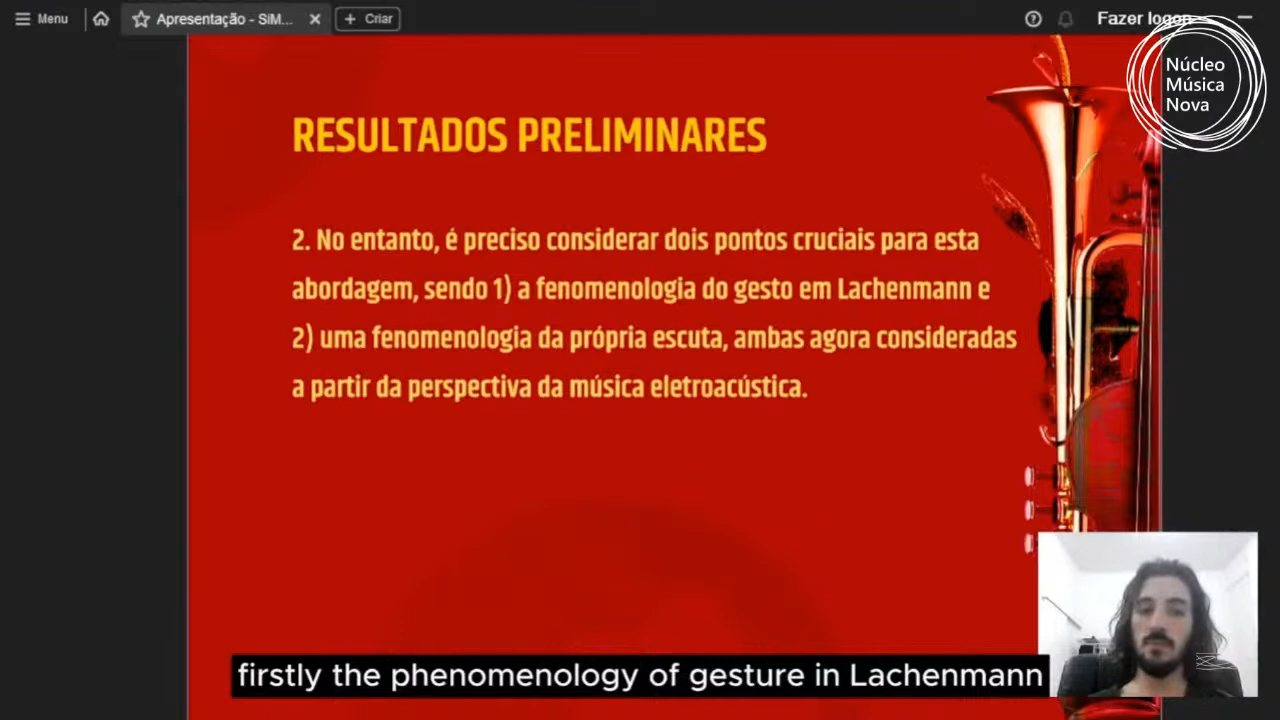 Menu
Apresentação - SiM...
Criar
Fazer logon
Núcleo
Música
Nova
RESULTADOS PRELIMINARES
2. No entanto, é preciso considerar dois pontos cruciais para esta
abordagem, sendo 1) a fenomenologia do gesto em Lachenmann e
2) uma fenomenologia da própria escuta, ambas agora consideradas
a partir da perspectiva da música eletroacústica.
firstly the phenomenology of gesture in Lachenmann